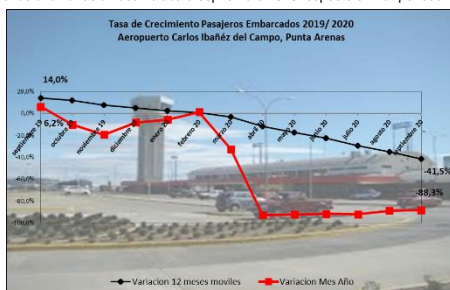 Tasa de Crecimiento Pasajeros Embarcados 2019/ 2020
Aeropuerto Carlos Ibañéz del Campo, Punta Arenas
20,0%
14,0%
0,0%
6,2%
-20,0%
-40,0%
-60,0%
-80,0%
-100,0%
septiembre 19
octubre 19
noviembre 19
diciembre 19
enero 20
febrero 20
marzo 20
abril 20
mayo 20
junio 20
julio 20
agosto 20
septiembre 20
-41,5%
-88,3%
Variacion 12 meses moviles
Variacion Mes Año